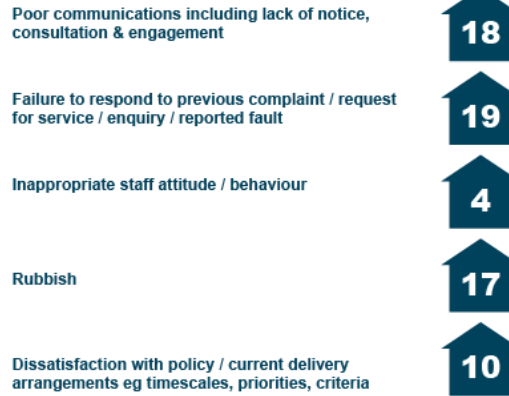 Poor communications including lack of notice,
consultation & engagement
18
Failure to respond to previous complaint / request
for service / enquiry / reported fault
19
Inappropriate staff attitude / behaviour
4
Rubbish
17
Dissatisfaction with policy / current delivery
arrangements eg timescales, priorities, criteria
10